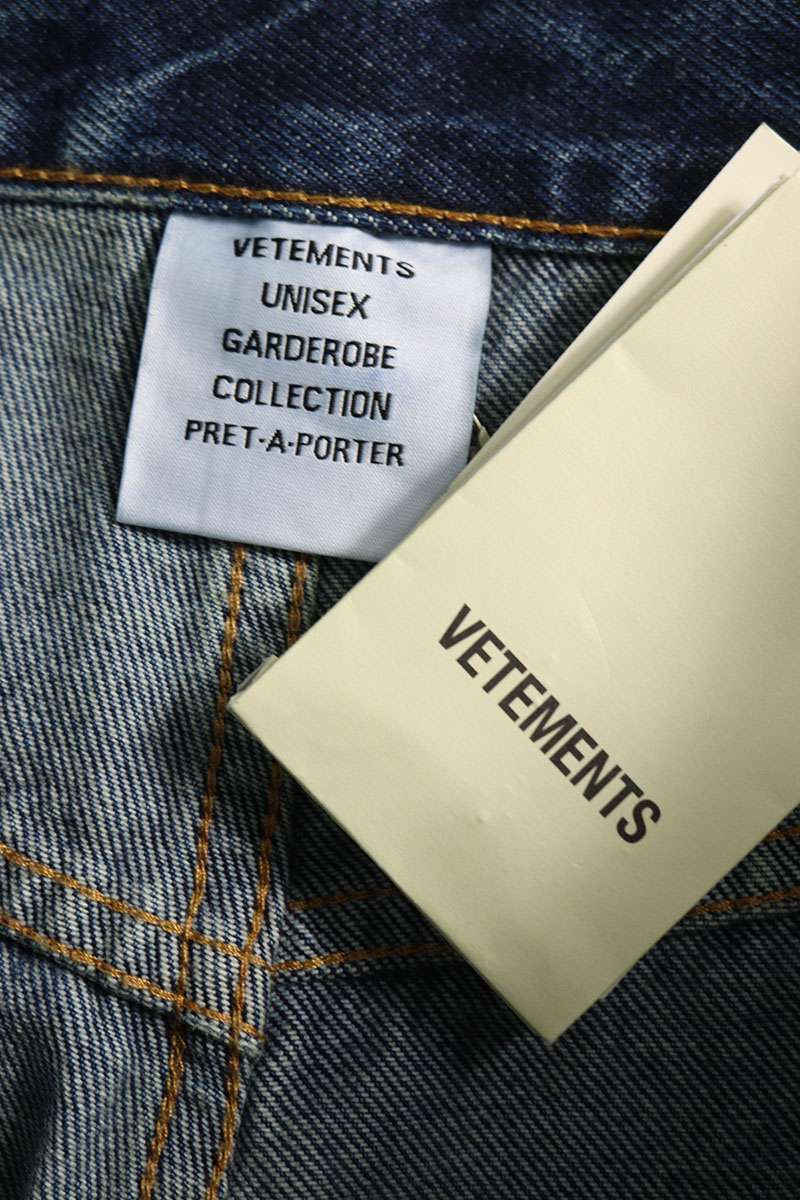 VETEMENTS
UNISEX
GARDEROBE
COLLECTION
PRET-A-PORTER
VETEMENTS